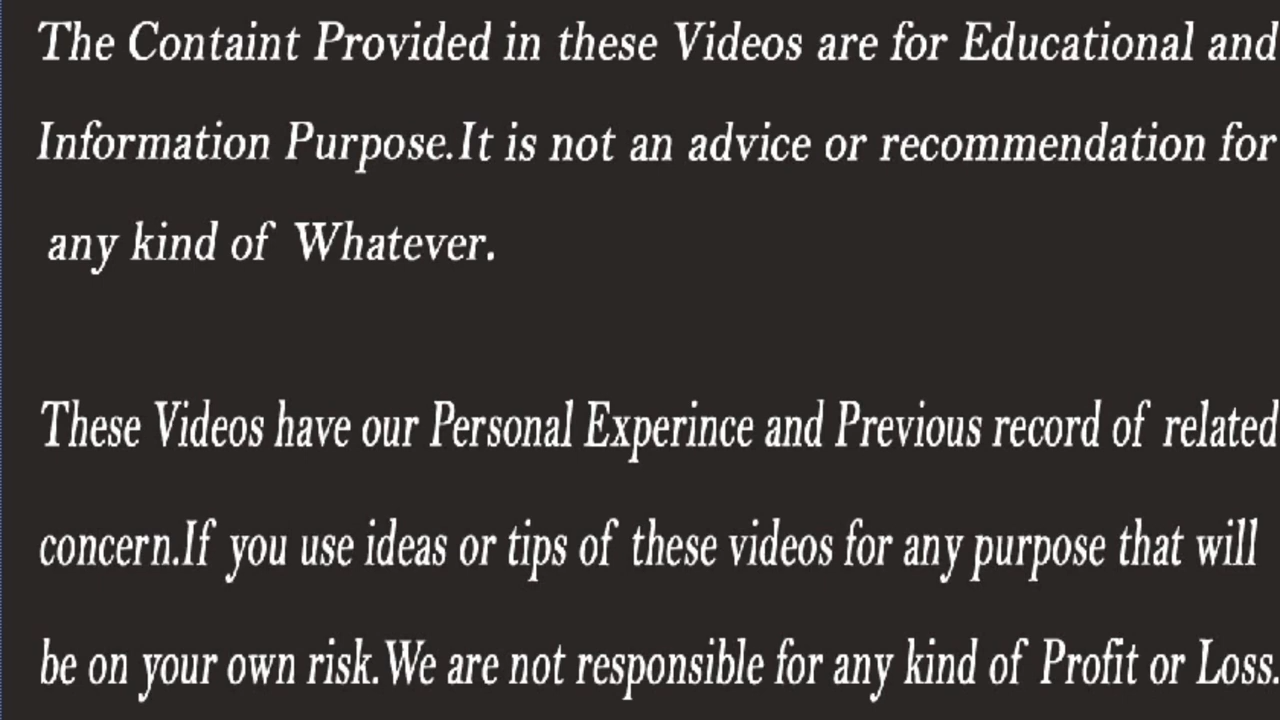 The Containt Provided in these Videos are for Educational and
Information Purpose.It is not an advice or recommendation for
any kind of Whatever.
These Videos have our Personal Experince and Previous record of related
concern.If you use ideas or tips of these videos for any purpose that will
be on your own risk.We are not responsible for any kind of Profit or Loss.